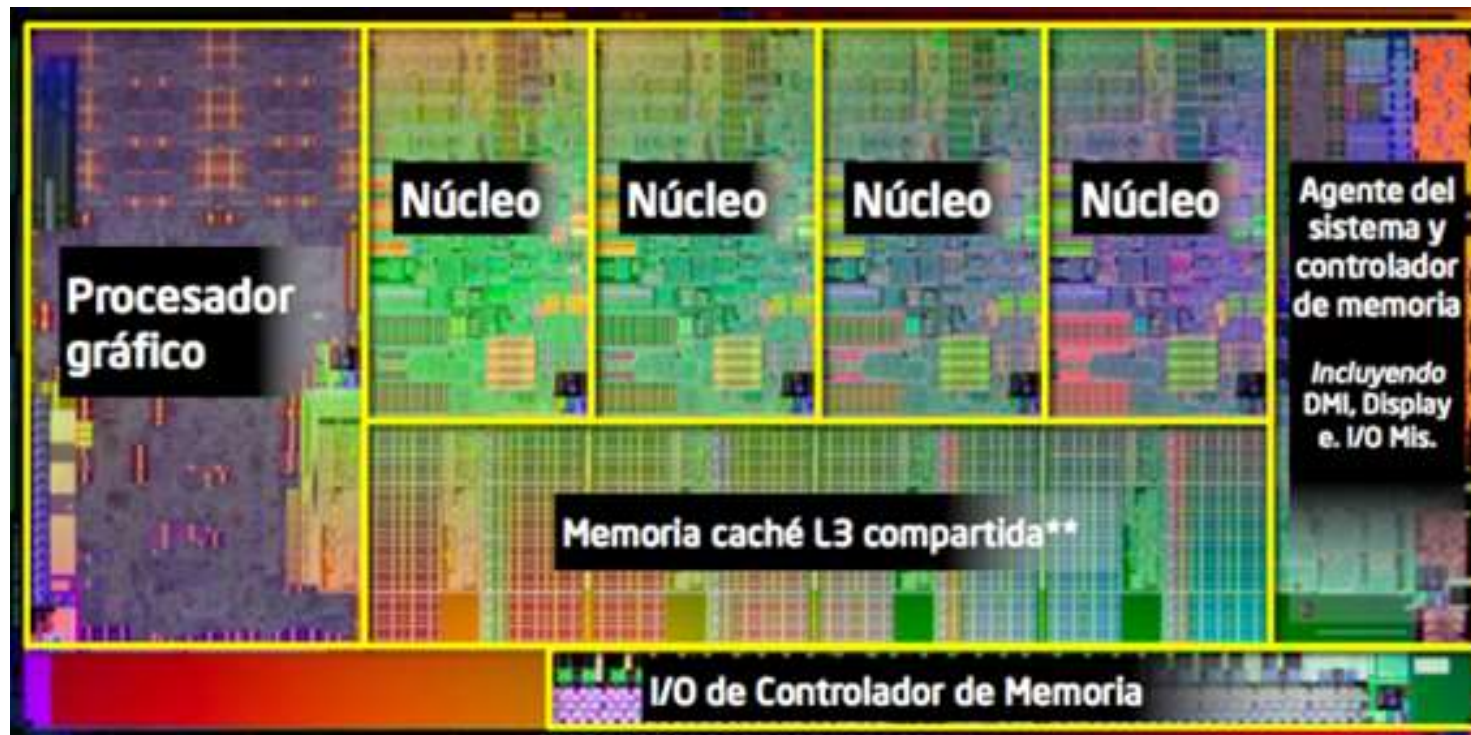 Procesador
gráfico
Núcleo
Núcleo
Núcleo
Núcleo
Agente del
sistema y
controlador
de memoria
Incluyendo
DMI, Display
e. I/O Mis.
Memoria caché L3 compartida**
I/O de Controlador de Memoria